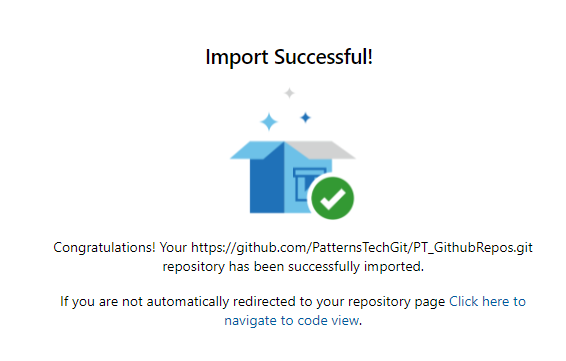 Import Successful!
Congratulations! Your https://github.com/PatternsTechGit/PT_GithubRepos.git
repository has been successfully imported.
If you are not automatically redirected to your repository page Click here to
navigate to code view.